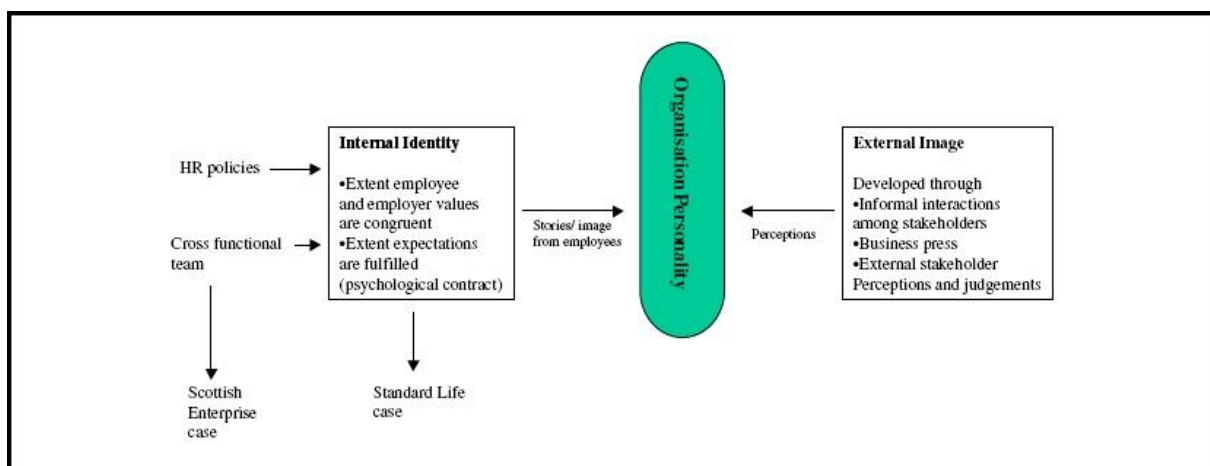 HR policies
Cross functional
team
Scottish
Enterprise
case
Internal Identity
•Extent employee
and employer values
are congruent
•Extent expectations
are fulfilled
(psychological contract)
Standard Life
case
Stories/ image
from employees
Organisation Personality
Perceptions
External Image
Developed through
•Informal interactions
among stakeholders
•Business press
•External stakeholder
Perceptions and judgements